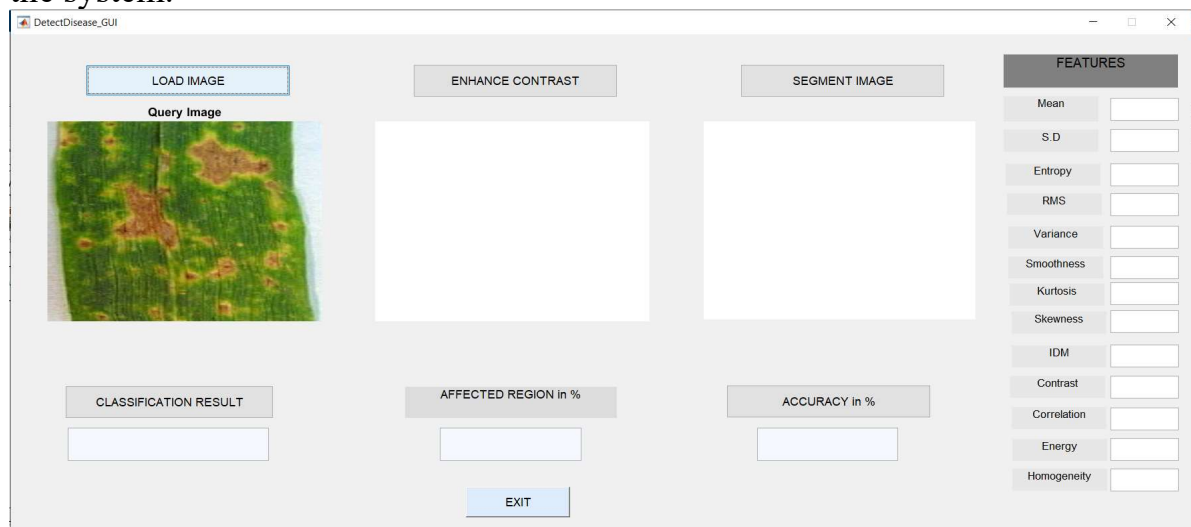 the system.
DetectDisease_GUI
LOAD IMAGE
ENHANCE CONTRAST
SEGMENT IMAGE
Query Image
CLASSIFICATION RESULT
AFFECTED REGION in %
ACCURACY in %
EXIT
FEATURES
Mean
S.D
Entropy
RMS
Variance
Smoothness
Kurtosis
Skewness
IDM
Contrast
Correlation
Energy
Homogeneity